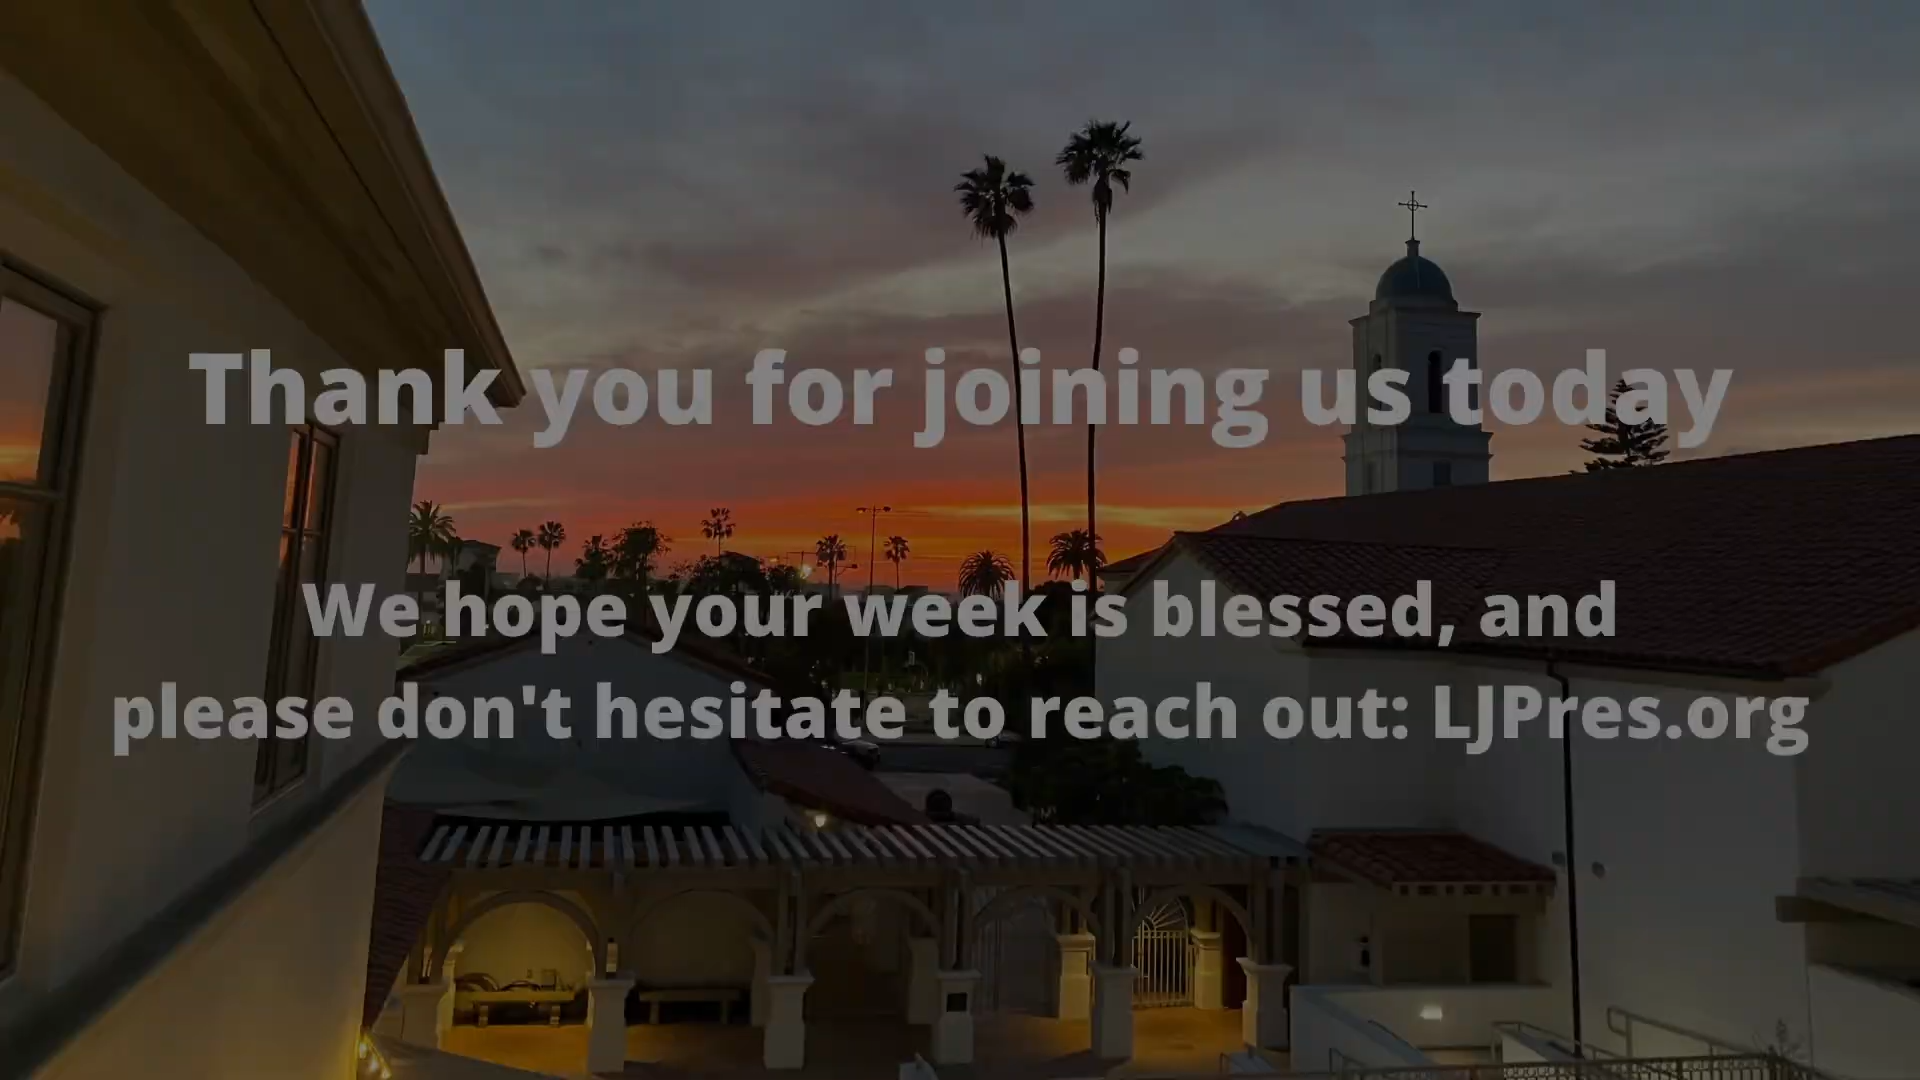 Thank you for joining us today
We hope your week is blessed, and
please don't hesitate to reach out: LJPres.org